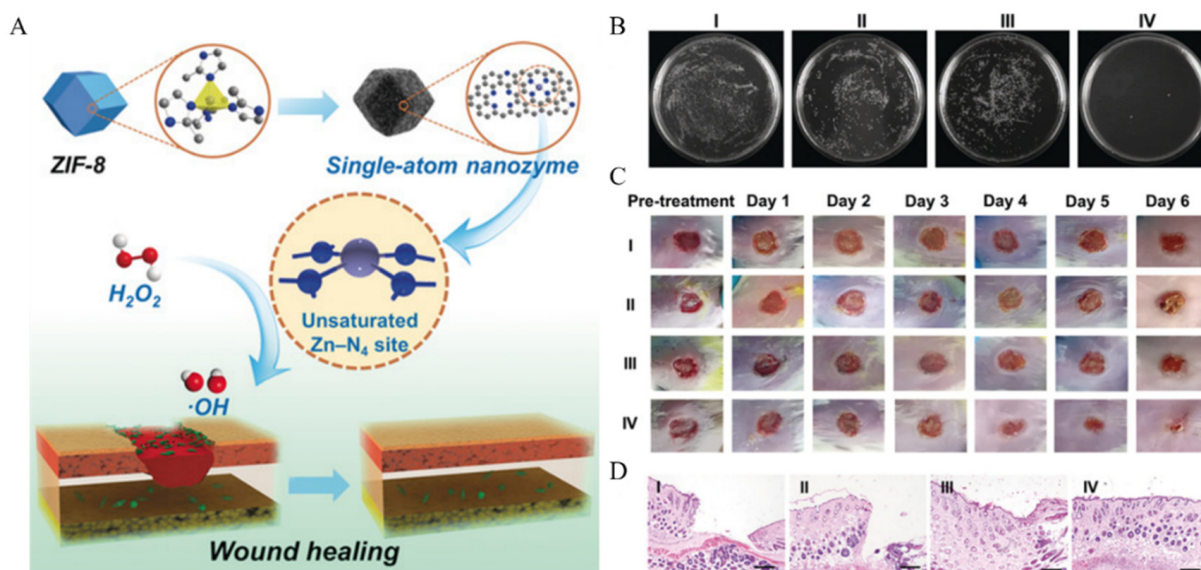 A
ZIF-8
Single-atom nanozyme
H₂O₂
Unsaturated
Zn–N₄ site
·OH
Wound healing
B
I II III IV
C
Pre-treatment Day 1 Day 2 Day 3 Day 4 Day 5 Day 6
I
II
III
IV
D
I II III IV